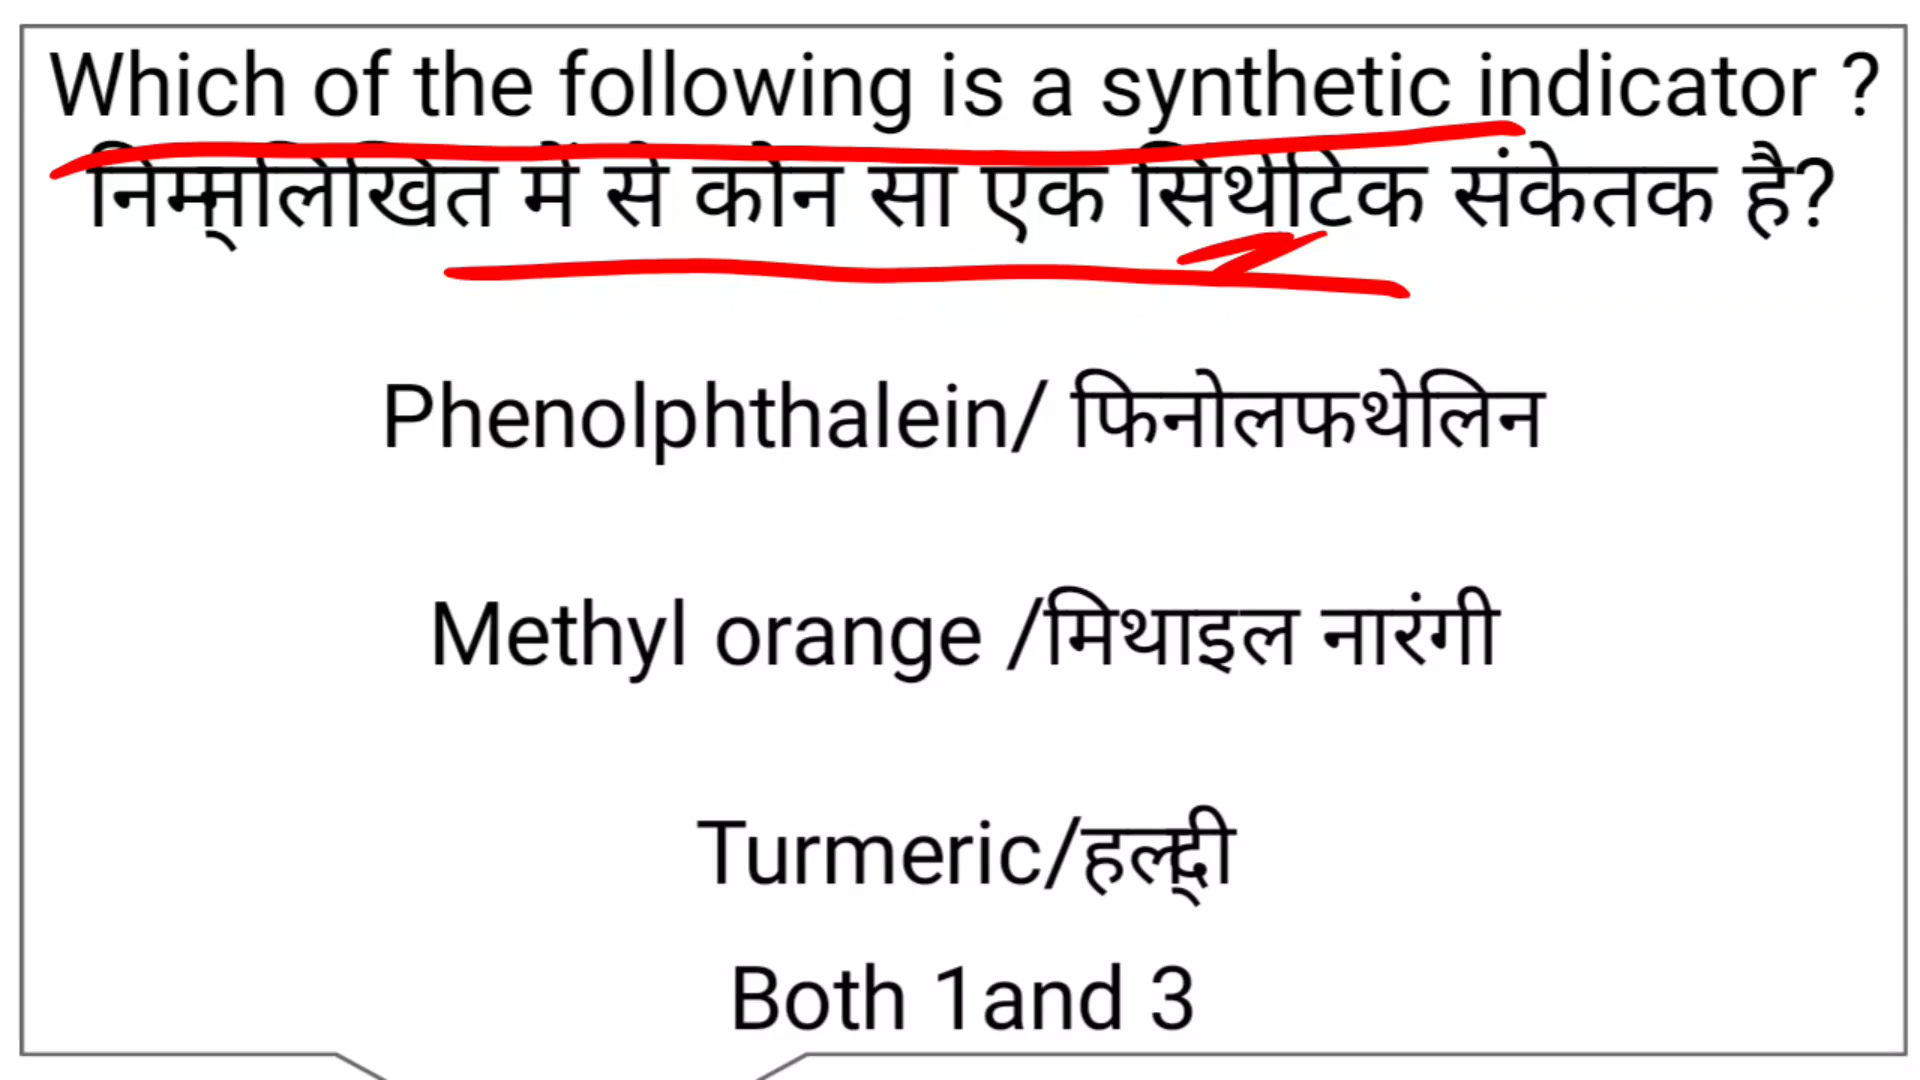 Which of the following is a synthetic indicator ?
निम्म्लिखित में से कौन सा एक सिंथेटिक संकेतक है?
Phenolphthalein/ फिनोलफथेलिन
Methyl orange /मिथाइल नारंगी
Turmeric/हल्द्ी
Both 1and 3